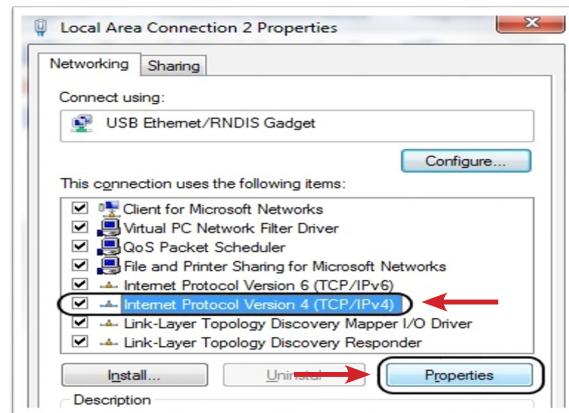 Local Area Connection 2 Properties
Networking Sharing
Connect using:
USB Ethernet/RNDIS Gadget
Configure...
This connection uses the following items:
Client for Microsoft Networks
Virtual PC Network Filter Driver
QoS Packet Scheduler
File and Printer Sharing for Microsoft Networks
Internet Protocol Version 6 (TCP/IPv6)
Internet Protocol Version 4 (TCP/IPv4)
Link-Layer Topology Discovery Mapper I/O Driver
Link-Layer Topology Discovery Responder
Install... Properties
Description